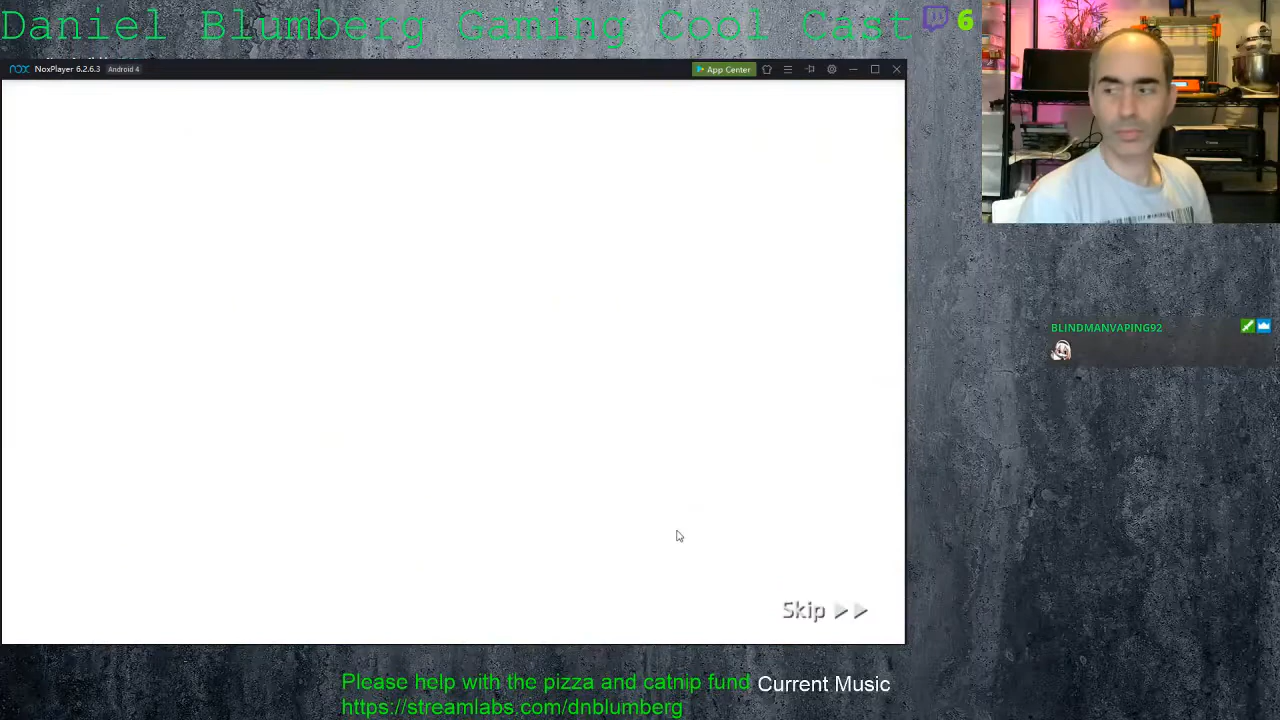 Daniel Blumberg Gaming Cool Cast 6
nox NoxPlayer 6.2.6.3 Android 4 App Center
BLINDMANVAPING92
Skip
Please help with the pizza and catnip fund Current Music
https://streamlabs.com/dnblumberg